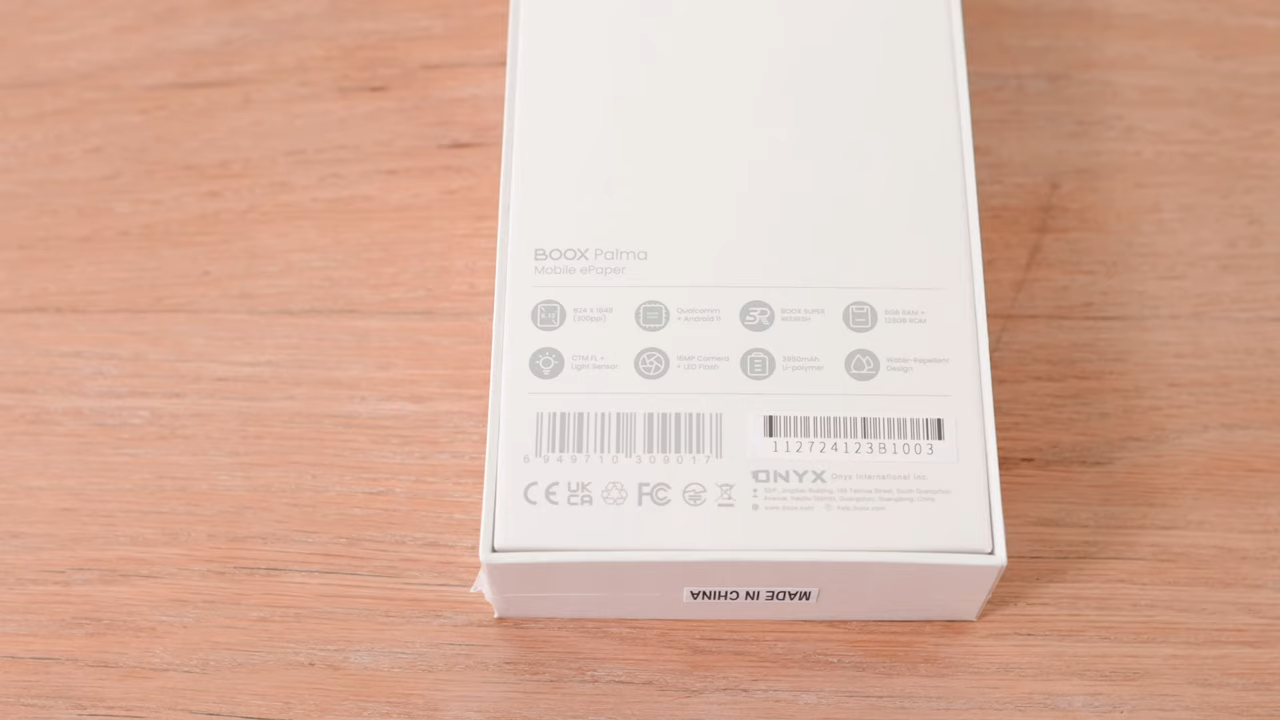 BOOX Palma
Mobile ePaper
824 X 1648
(300ppi)
Qualcomm
+ Android 11
BOOX SUPER
REFRESH
6GB RAM +
128GB ROM
CTM FL +
Light Sensor
16MP Camera
+ LED Flash
3950mAh
Li-polymer
Water-Repellent
Design
6 949710 309017
112724123B1003
CE UK CA FC
ONYX Onyx International Inc.
MADE IN CHINA